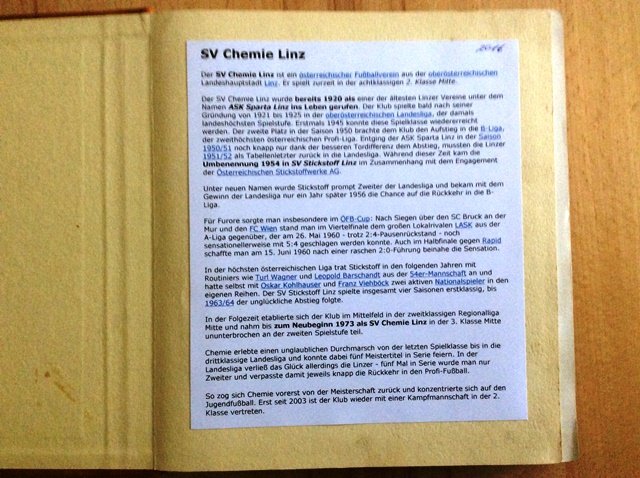 SV Chemie Linz
2016
Der SV Chemie Linz ist ein österreichischer Fußballverein aus der oberösterreichischen
Landeshauptstadt Linz. Er spielt zurzeit in der achtklassigen 2. Klasse Mitte.
Der SV Chemie Linz wurde bereits 1920 als einer der ältesten Linzer Vereine unter dem
Namen ASK Sparta Linz ins Leben gerufen. Der Klub spielte bald nach seiner
Gründung von 1921 bis 1925 in der oberösterreichischen Landesliga, der damals
landeshöchsten Spielstufe. Erstmals 1945 konnte diese Spielklasse wiedererreicht
werden. Der zweite Platz in der Saison 1950 brachte dem Klub den Aufstieg in die B-Liga,
der zweithöchsten österreichischen Profi-Liga. Entging der ASK Sparta Linz in der Saison
1950/51 noch knapp nur dank der besseren Tordifferenz dem Abstieg, mussten die Linzer
1951/52 als Tabellenletzter zurück in die Landesliga. Während dieser Zeit kam die
Umbenennung 1954 in SV Stickstoff Linz im Zusammenhang mit dem Engagement
der Österreichischen Stickstoffwerke AG.
Unter neuen Namen wurde Stickstoff prompt Zweiter der Landesliga und bekam mit dem
Gewinn der Landesliga nur ein Jahr später 1956 die Chance auf die Rückkehr in die B-
Liga.
Für Furore sorgte man insbesondere im ÖFB-Cup: Nach Siegen über den SC Bruck an der
Mur und den FC Wien stand man im Viertelfinale dem großen Lokalrivalen LASK aus der
A-Liga gegenüber, der am 26. Mai 1960 - trotz 2:4-Pausenrückstand - noch
sensationellerweise mit 5:4 geschlagen werden konnte. Auch im Halbfinale gegen Rapid
schaffte man am 15. Juni 1960 nach einer raschen 2:0-Führung beinahe die Sensation.
In der höchsten österreichischen Liga trat Stickstoff in den folgenden Jahren mit
Routiniers wie Turl Wagner und Leopold Barschandt aus der 54er-Mannschaft an und
hatte selbst mit Oskar Kohlhauser und Franz Viehböck zwei aktiven Nationalspieler in den
eigenen Reihen. Der SV Stickstoff Linz spielte insgesamt vier Saisonen erstklassig, bis
1963/64 der unglückliche Abstieg folgte.
In der Folgezeit etablierte sich der Klub im Mittelfeld in der zweitklassigen Regionalliga
Mitte und nahm bis zum Neubeginn 1973 als SV Chemie Linz in der 3. Klasse Mitte
ununterbrochen an der zweiten Spielstufe teil.
Chemie erlebte einen unglaublichen Durchmarsch von der letzten Spielklasse bis in die
drittklassige Landesliga und konnte dabei fünf Meistertitel in Serie feiern. In der
Landesliga verließ das Glück allerdings die Linzer - fünf Mal in Serie wurde man nur
Zweiter und verpasste damit jeweils knapp die Rückkehr in den Profi-Fußball.
So zog sich Chemie vorerst von der Meisterschaft zurück und konzentrierte sich auf den
Jugendfußball. Erst seit 2003 ist der Klub wieder mit einer Kampfmannschaft in der 2.
Klasse vertreten.